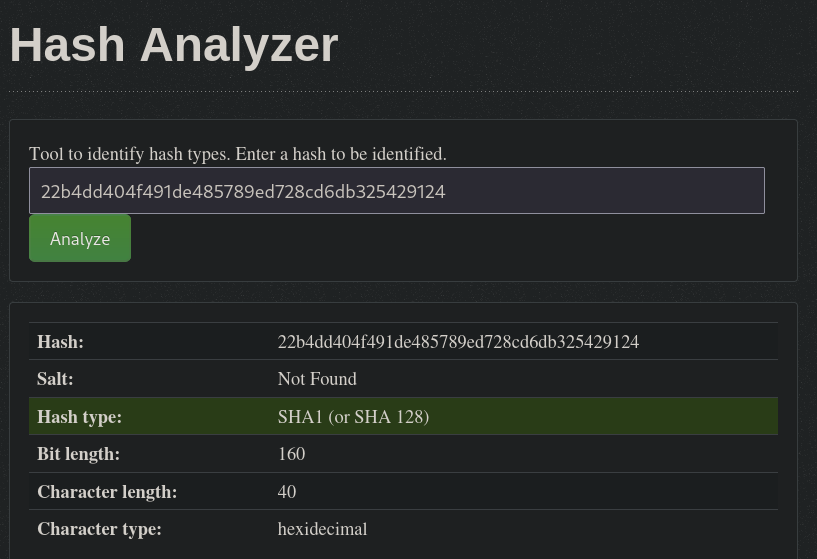 Hash Analyzer
Tool to identify hash types. Enter a hash to be identified.
22b4dd404f491de485789ed728cd6db325429124
Analyze
Hash: 22b4dd404f491de485789ed728cd6db325429124
Salt: Not Found
Hash type: SHA1 (or SHA 128)
Bit length: 160
Character length: 40
Character type: hexidecimal